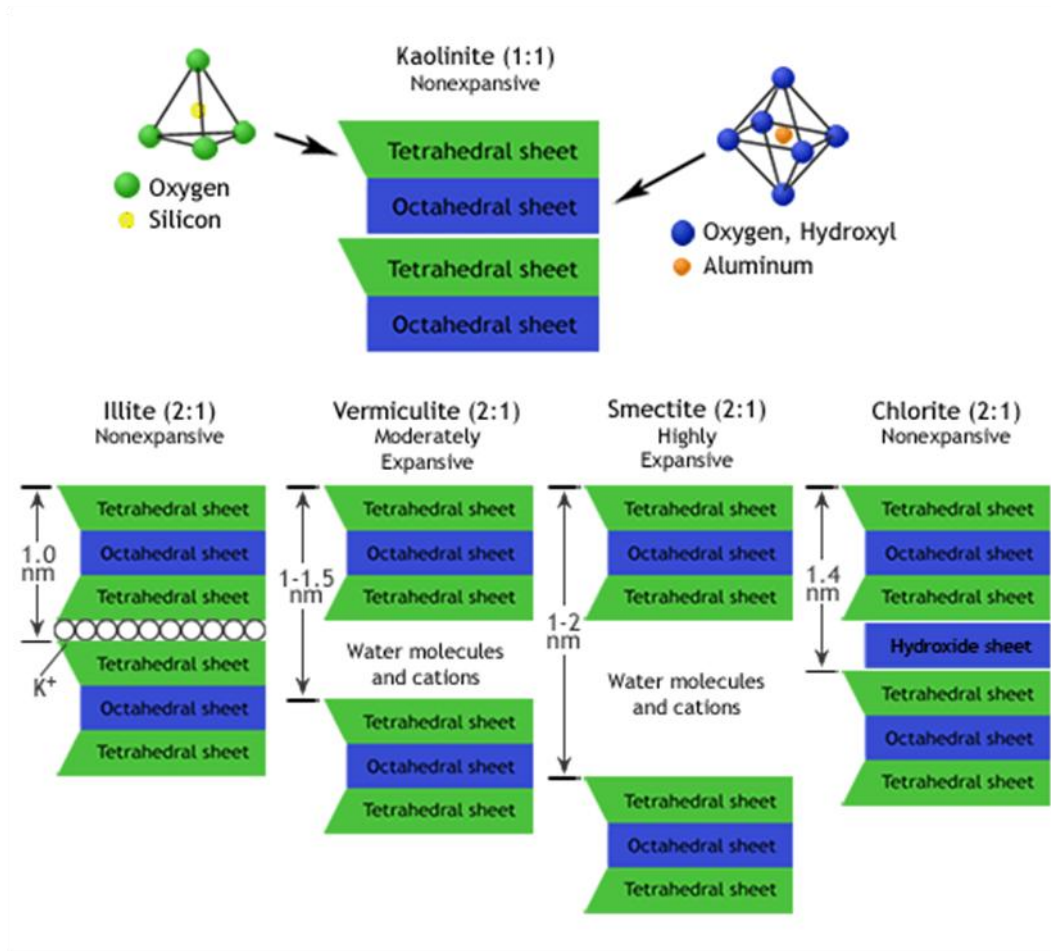 Kaolinite (1:1)
Nonexpansive
Tetrahedral sheet
Octahedral sheet
Tetrahedral sheet
Octahedral sheet
Oxygen
Silicon
Oxygen, Hydroxyl
Aluminum
Illite (2:1)
Nonexpansive
1.0
nm
Tetrahedral sheet
Octahedral sheet
Tetrahedral sheet
K⁺
Tetrahedral sheet
Octahedral sheet
Tetrahedral sheet
Vermiculite (2:1)
Moderately
Expansive
1-1.5
nm
Tetrahedral sheet
Octahedral sheet
Tetrahedral sheet
Water molecules
and cations
Tetrahedral sheet
Octahedral sheet
Tetrahedral sheet
Smectite (2:1)
Highly
Expansive
1-2
nm
Tetrahedral sheet
Octahedral sheet
Tetrahedral sheet
Water molecules
and cations
Tetrahedral sheet
Octahedral sheet
Tetrahedral sheet
Chlorite (2:1)
Nonexpansive
1.4
nm
Tetrahedral sheet
Octahedral sheet
Tetrahedral sheet
Hydroxide sheet
Tetrahedral sheet
Octahedral sheet
Tetrahedral sheet